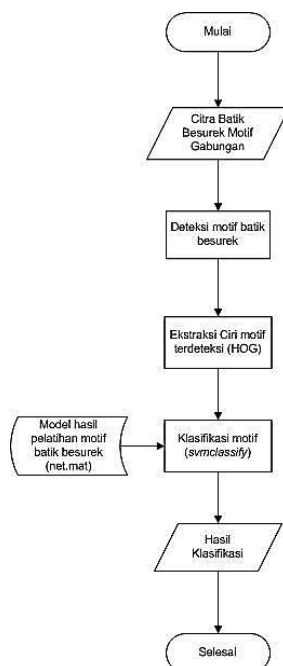 Mulai
Citra Batik
Besurek Motif
Gabungan
Deteksi motif batik
besurek
Ekstraksi Ciri motif
terdeteksi (HOG)
Model hasil
pelatihan motif
batik besurek
(net.mat)
Klasifikasi motif
(svmclassify)
Hasil
Klasifikasi
Selesai